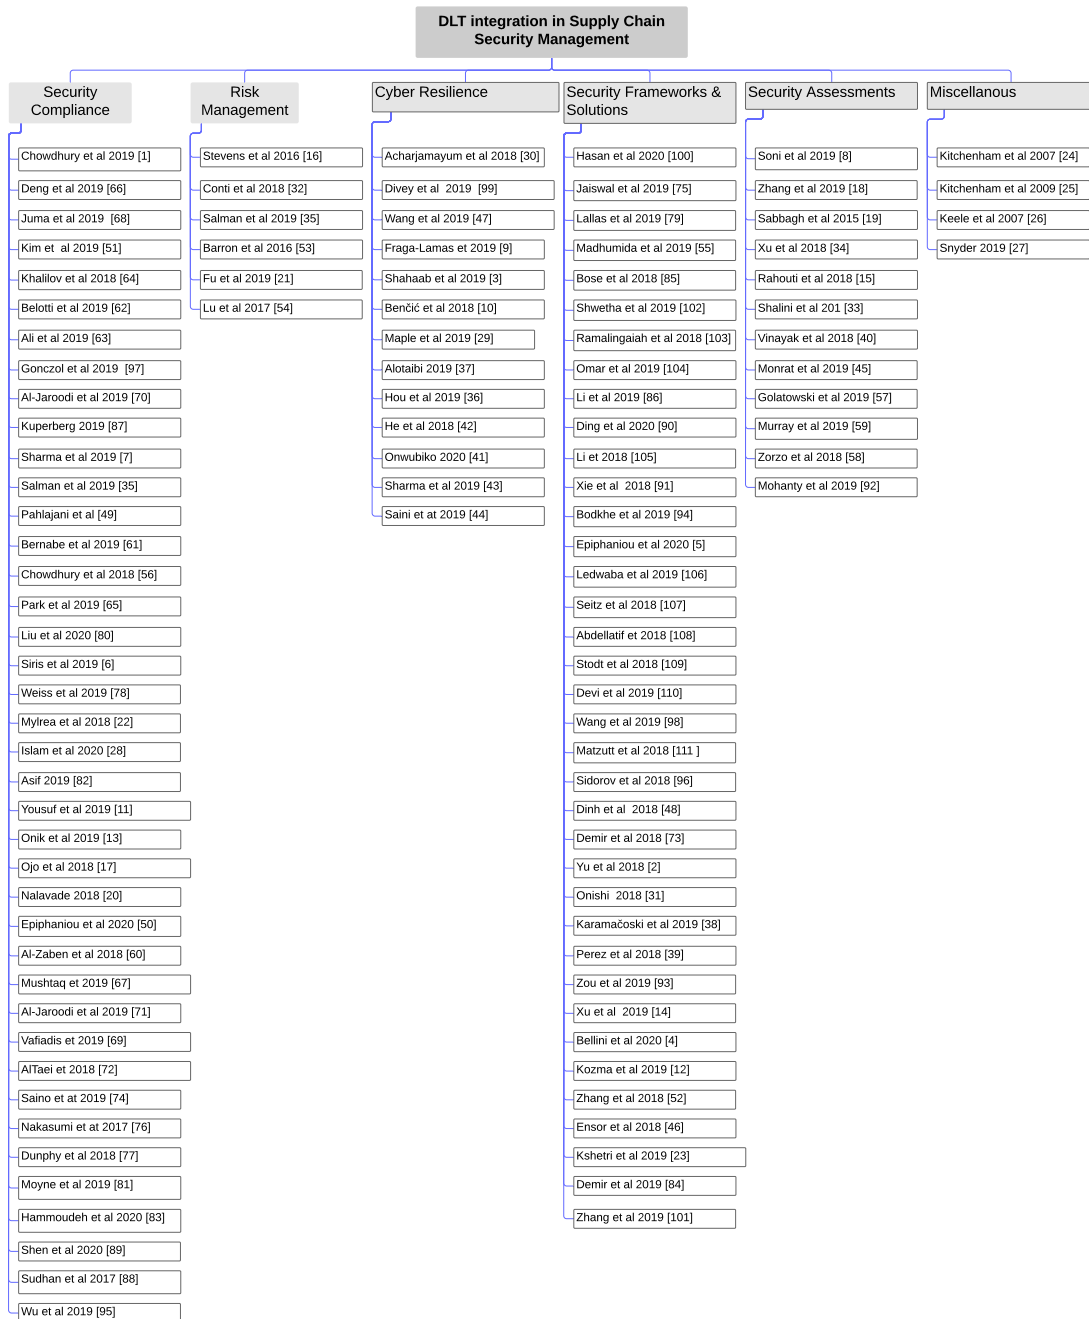 DLT integration in Supply Chain
Security Management
Security
Compliance
Chowdhury et al 2019 [1]
Deng et al 2019 [66]
Juma et al 2019  [68]
Kim et  al 2019 [51]
Khalilov et al 2018 [64]
Belotti et al 2019 [62]
Ali et al 2019 [63]
Gonczol et al 2019  [97]
Al-Jaroodi et al 2019 [70]
Kuperberg 2019 [87]
Sharma et al 2019 [7]
Salman et al 2019 [35]
Pahlajani et al [49]
Bernabe et al 2019 [61]
Chowdhury et al 2018 [56]
Park et al 2019 [65]
Liu et al 2020 [80]
Siris et al 2019 [6]
Weiss et al 2019 [78]
Mylrea et al 2018 [22]
Islam et al 2020 [28]
Asif 2019 [82]
Yousuf et al 2019 [11]
Onik et al 2019 [13]
Ojo et al 2018 [17]
Nalavade 2018 [20]
Epiphaniou et al 2020 [50]
Al-Zaben et al 2018 [60]
Mushtaq et 2019 [67]
Al-Jaroodi et al 2019 [71]
Vafiadis et 2019 [69]
AlTaei et 2018 [72]
Saino et at 2019 [74]
Nakasumi et at 2017 [76]
Dunphy et al 2018 [77]
Moyne et al 2019 [81]
Hammoudeh et al 2020 [83]
Shen et al 2020 [89]
Sudhan et al 2017 [88]
Wu et al 2019 [95]
Risk
Management
Stevens et al 2016 [16]
Conti et al 2018 [32]
Salman et al 2019 [35]
Barron et al 2016 [53]
Fu et al 2019 [21]
Lu et al 2017 [54]
Cyber Resilience
Acharjamayum et al 2018 [30]
Divey et al  2019  [99]
Wang et al 2019 [47]
Fraga-Lamas et 2019 [9]
Shahaab et al 2019 [3]
Benčić et al 2018 [10]
Maple et al 2019 [29]
Alotaibi 2019 [37]
Hou et al 2019 [36]
He et al 2018 [42]
Onwubiko 2020 [41]
Sharma et al 2019 [43]
Saini et at 2019 [44]
Security Frameworks &
Solutions
Hasan et al 2020 [100]
Jaiswal et al 2019 [75]
Lallas et al 2019 [79]
Madhumida et al 2019 [55]
Bose et al 2018 [85]
Shwetha et al 2019 [102]
Ramalingaiah et al 2018 [103]
Omar et al 2019 [104]
Li et al 2019 [86]
Ding et al 2020 [90]
Li et 2018 [105]
Xie et al  2018 [91]
Bodkhe et al 2019 [94]
Epiphaniou et al 2020 [5]
Ledwaba et al 2019 [106]
Seitz et al 2018 [107]
Abdellatif et al 2018 [108]
Stodt et al 2018 [109]
Devi et al 2019 [110]
Wang et al 2019 [98]
Matzutt et al 2018 [111 ]
Sidorov et al 2018 [96]
Dinh et al  2018 [48]
Demir et al 2018 [73]
Yu et al 2018 [2]
Onishi  2018 [31]
Karamačoski et al 2019 [38]
Perez et al 2018 [39]
Zou et al 2019 [93]
Xu et al  2019 [14]
Bellini et al 2020 [4]
Kozma et al 2019 [12]
Zhang et al 2018 [52]
Ensor et al 2018 [46]
Kshetri et al 2019 [23]
Demir et al 2019 [84]
Zhang et al 2019 [101]
Security Assessments
Soni et al 2019 [8]
Zhang et al 2019 [18]
Sabbagh et al 2015 [19]
Xu et al 2018 [34]
Rahouti et al 2018 [15]
Shalini et al 201 [33]
Vinayak et al 2018 [40]
Monrat et al 2019 [45]
Golatowski et al 2019 [57]
Murray et al 2019 [59]
Zorzo et al 2018 [58]
Mohanty et al 2019 [92]
Miscellanous
Kitchenham et al 2007 [24]
Kitchenham et al 2009 [25]
Keele et al 2007 [26]
Snyder 2019 [27]